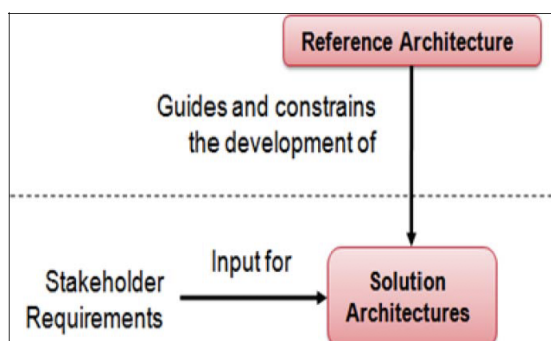 Reference Architecture
Guides and constrains
the development of
Input for
Stakeholder
Requirements
Solution
Architectures